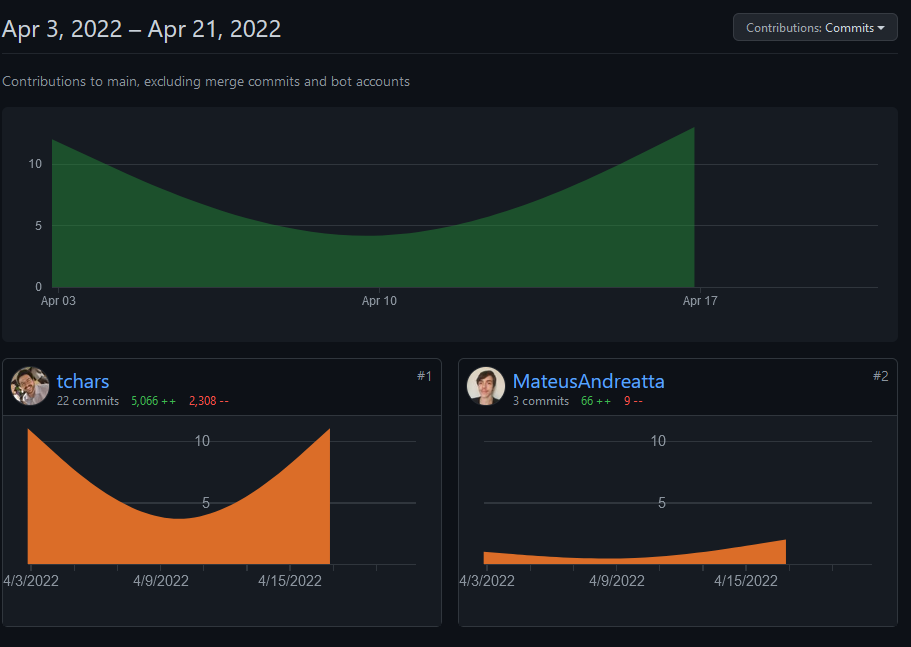 Apr 3, 2022 – Apr 21, 2022
Contributions: Commits
Contributions to main, excluding merge commits and bot accounts
10
5
0
Apr 03 Apr 10 Apr 17
tchars #1
22 commits 5,066 ++ 2,308 --
10
5
4/3/2022 4/9/2022 4/15/2022
MateusAndreatta #2
3 commits 66 ++ 9 --
10
5
4/3/2022 4/9/2022 4/15/2022